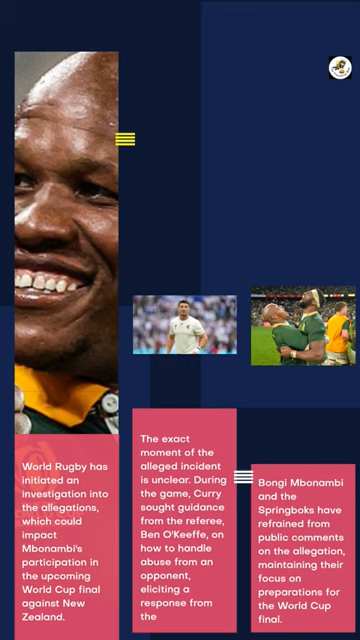 World Rugby has
initiated an
investigation into
the allegations,
which could
impact
Mbonambi's
participation in
the upcoming
World Cup final
against New
Zealand.
The exact
moment of the
alleged incident
is unclear. During
the game, Curry
sought guidance
from the referee,
Ben O'Keeffe, on
how to handle
abuse from an
opponent,
eliciting a
response from
the
Bongi Mbonambi
and the
Springboks have
refrained from
public comments
on the allegation,
maintaining their
focus on
preparations for
the World Cup
final.